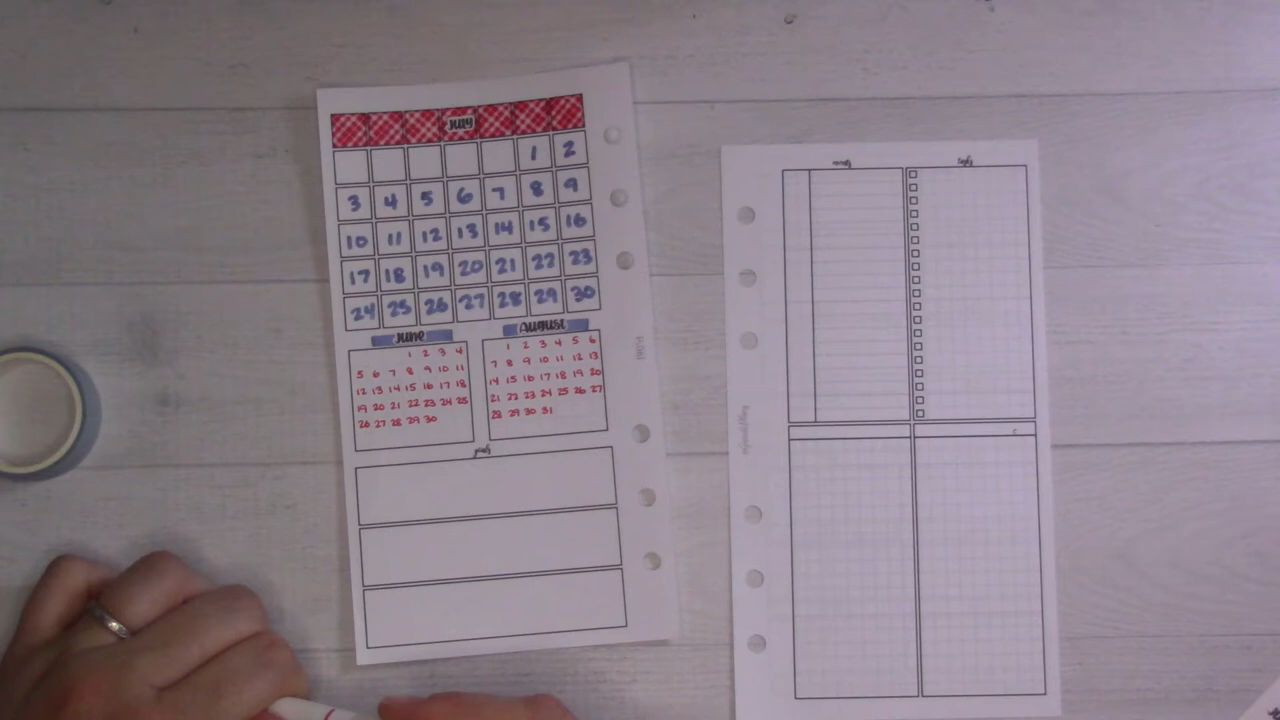 July
1 2
3 4 5 6 7 8 9
10 11 12 13 14 15 16
17 18 19 20 21 22 23
24 25 26 27 28 29 30
June
1 2 3 4
5 6 7 8 9 10 11
12 13 14 15 16 17 18
19 20 21 22 23 24 25
26 27 28 29 30
August
1 2 3 4 5 6
7 8 9 10 11 12 13
14 15 16 17 18 19 20
21 22 23 24 25 26 27
28 29 30 31